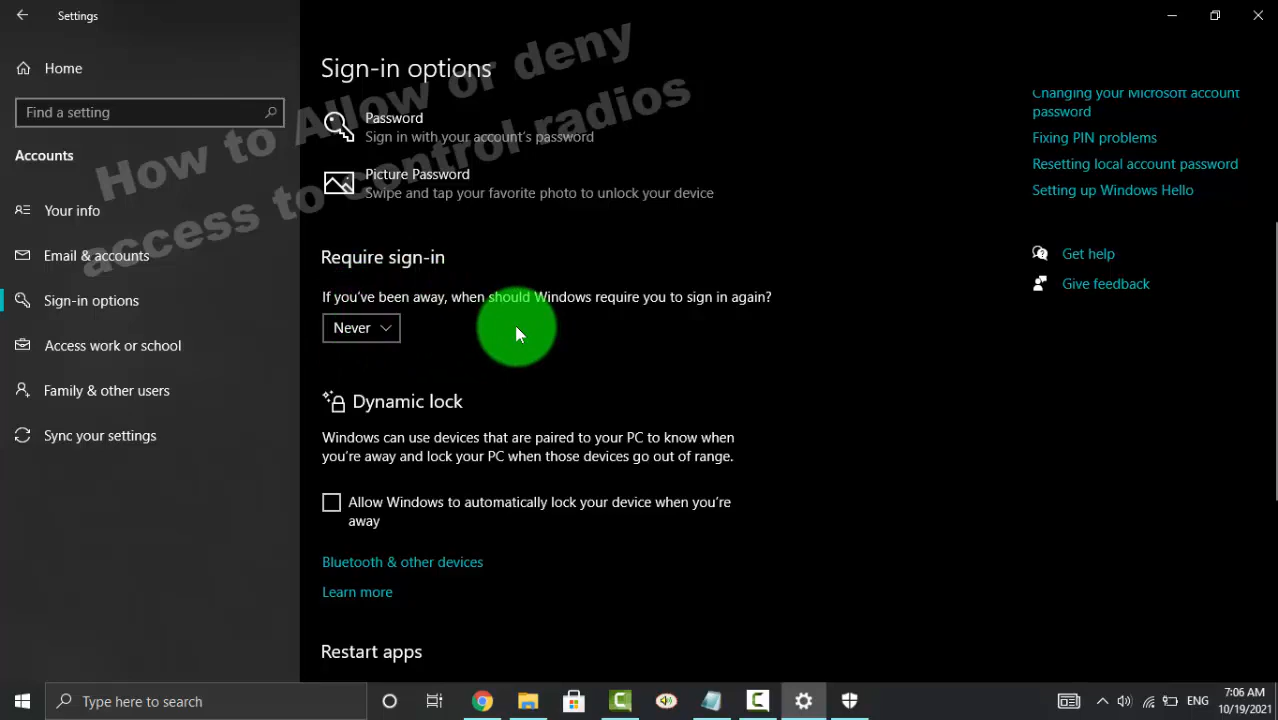 Settings
Home
Find a setting
Accounts
Your info
Email & accounts
Sign-in options
Access work or school
Family & other users
Sync your settings
How to Allow or deny
access to control radios
Sign-in options
Password
Sign in with your account's password
Picture Password
Swipe and tap your favorite photo to unlock your device
Require sign-in
If you've been away, when should Windows require you to sign in again?
Never
Dynamic lock
Windows can use devices that are paired to your PC to know when
you're away and lock your PC when those devices go out of range.
Allow Windows to automatically lock your device when you're
away
Bluetooth & other devices
Learn more
Restart apps
Changing your Microsoft account
password
Fixing PIN problems
Resetting local account password
Setting up Windows Hello
Get help
Give feedback
Type here to search
ENG
7:06 AM
10/19/2021